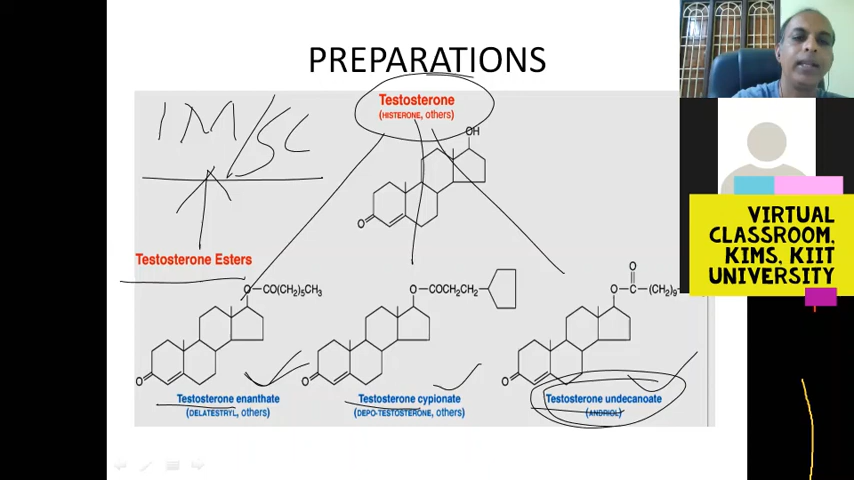 PREPARATIONS
Testosterone
(HISTERONE, others)
IM/SC
OH
O
Testosterone Esters
O—CO(CH₂)₅CH₃
O
Testosterone enanthate
(DELATESTRYL, others)
O—COCH₂CH₂
O
Testosterone cypionate
(DEPO-TESTOSTERONE, others)
O
O—C—(CH₂)₉
O
Testosterone undecanoate
(ANDRIOL)
VIRTUAL
CLASSROOM,
KIMS, KIIT
UNIVERSITY